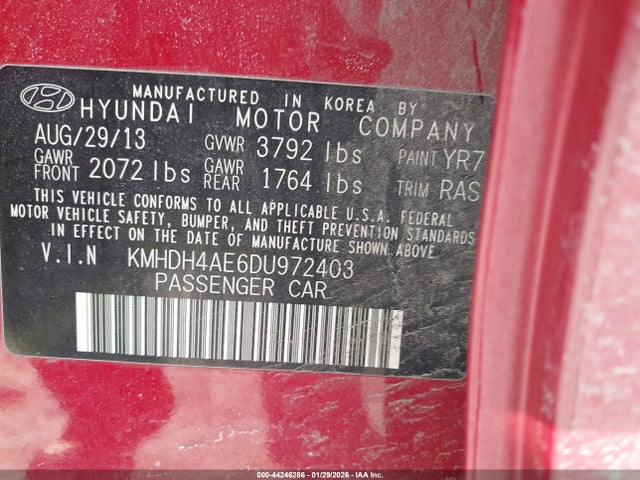 MANUFACTURED IN KOREA BY
HYUNDAI MOTOR COMPANY
AUG/29/13 GVWR 3792 lbs PAINT YR7
GAWR FRONT 2072 lbs GAWR REAR 1764 lbs TRIM RAS
THIS VEHICLE CONFORMS TO ALL APPLICABLE U.S.A. FEDERAL
MOTOR VEHICLE SAFETY, BUMPER, AND THEFT PREVENTION STANDARDS
IN EFFECT ON THE DATE OF MANUFACTURE SHOWN ABOVE
V.I.N KMHDH4AE6DU972403
PASSENGER CAR
000-44246286 - 01/29/2026 - IAA Inc.